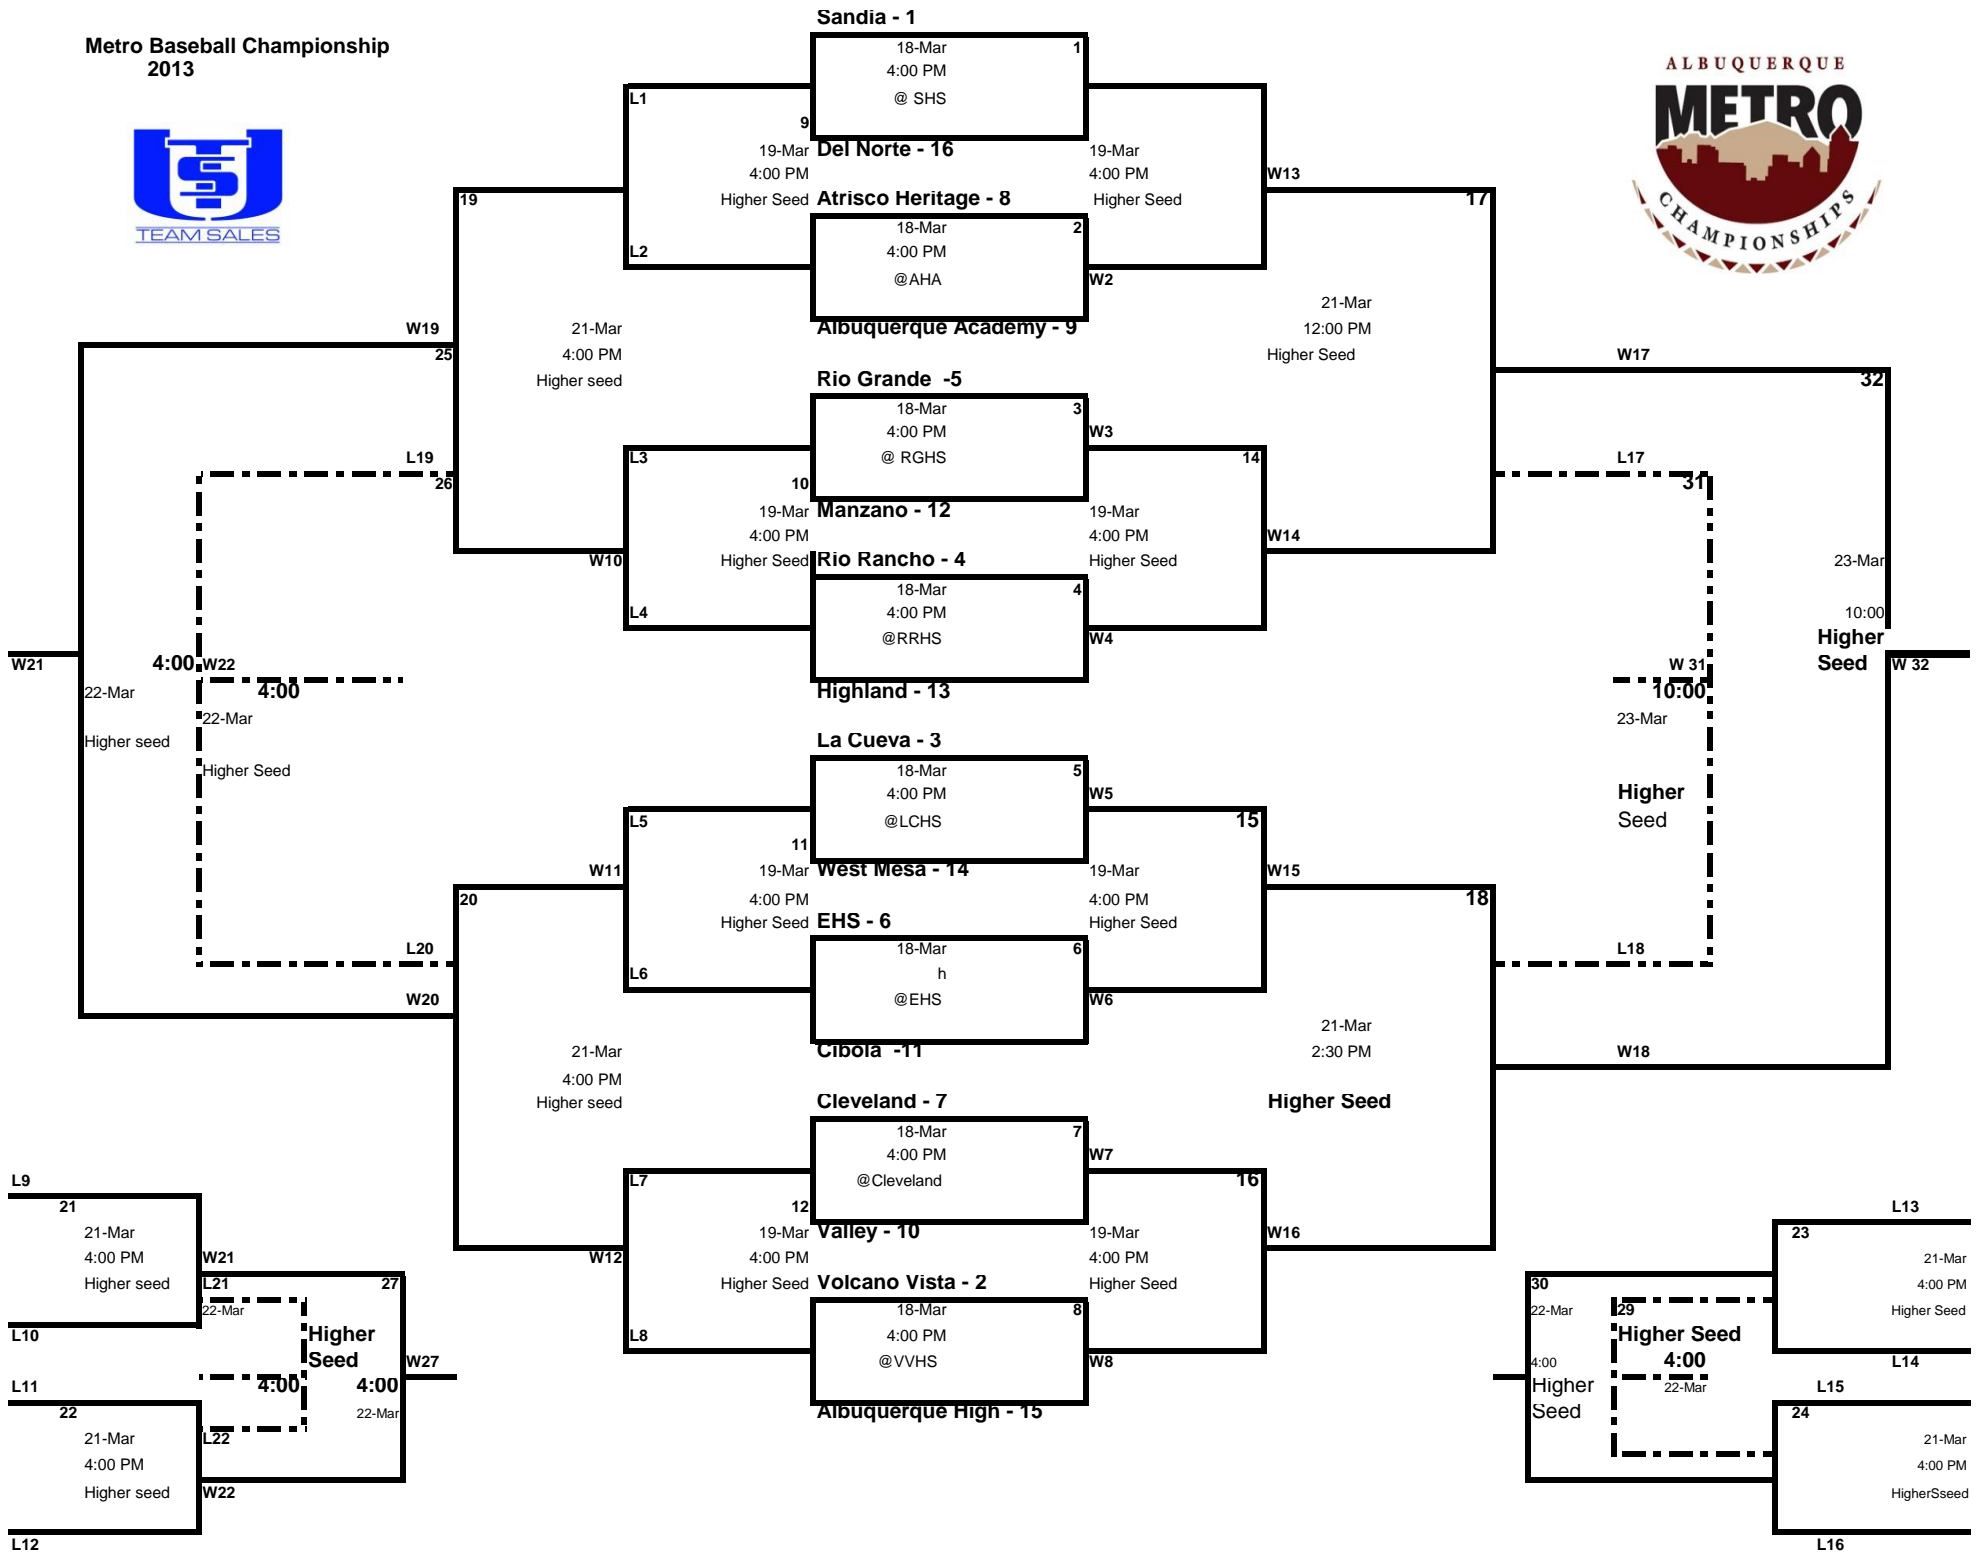 Metro Baseball Championship
2013
TEAM SALES
ALBUQUERQUE
METRO
CHAMPIONSHIPS
Sandia - 1
18-Mar
1
4:00 PM
@ SHS
Del Norte - 16
Atrisco Heritage - 8
18-Mar
2
4:00 PM
@AHA
Albuquerque Academy - 9
Rio Grande  -5
18-Mar
3
4:00 PM
@ RGHS
Manzano - 12
Rio Rancho - 4
18-Mar
4
4:00 PM
@RRHS
Highland - 13
La Cueva - 3
18-Mar
5
4:00 PM
@LCHS
West Mesa - 14
EHS - 6
18-Mar
6
h
@EHS
Cibola  -11
Cleveland - 7
18-Mar
7
4:00 PM
@Cleveland
Valley - 10
Volcano Vista - 2
18-Mar
8
4:00 PM
@VVHS
Albuquerque High - 15
L1
9
19-Mar
4:00 PM
Higher Seed
L2
L3
10
19-Mar
4:00 PM
Higher Seed
W10
L4
L5
11
W11
19-Mar
4:00 PM
Higher Seed
L6
L7
12
19-Mar
4:00 PM
Higher Seed
W12
L8
19
21-Mar
4:00 PM
Higher seed
20
21-Mar
4:00 PM
Higher seed
W19
25
L19
26
W21
4:00
W22
4:00
22-Mar
22-Mar
Higher seed
Higher Seed
L20
W20
L9
21
21-Mar
4:00 PM
Higher seed
L10
L11
22
21-Mar
4:00 PM
Higher seed
L12
W21
L21
22-Mar
27
Higher
Seed
W27
4:00
4:00
22-Mar
L22
W22
19-Mar
4:00 PM
Higher Seed
W13
W2
W3
14
19-Mar
4:00 PM
Higher Seed
W14
W4
W5
15
19-Mar
4:00 PM
Higher Seed
W15
W6
W7
16
19-Mar
4:00 PM
Higher Seed
W16
W8
17
21-Mar
12:00 PM
Higher Seed
18
21-Mar
2:30 PM
Higher Seed
W17
32
L17
31
23-Mar
10:00
Higher
Seed
W 32
W 31
10:00
23-Mar
Higher
Seed
L18
W18
L13
23
21-Mar
4:00 PM
Higher Seed
L14
L15
24
21-Mar
4:00 PM
HigherSseed
L16
30
22-Mar
4:00
Higher
Seed
29
Higher Seed
4:00
22-Mar